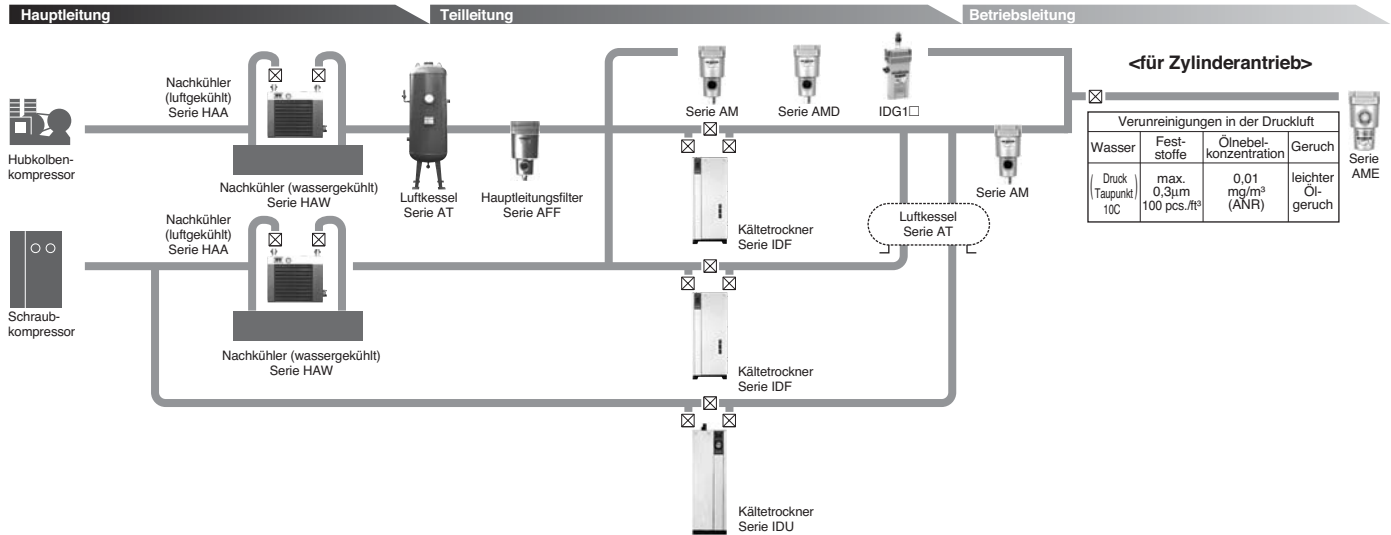 Hauptleitung
Teilleitung
Betriebsleitung
Hubkolben-
kompressor
Nachkühler
(luftgekühlt)
Serie HAA
Nachkühler (wassergekühlt)
Serie HAW
Luftkessel
Serie AT
Hauptleitungsfilter
Serie AFF
Serie AM
Serie AMD
IDG1□
Kältetrockner
Serie IDF
Serie AM
Luftkessel
Serie AT
<für Zylinderantrieb>
Verunreinigungen in der Druckluft
Wasser
Fest-
stoffe
Ölnebel-
konzentration
Geruch
(Druck
Taupunkt)
10C
max.
0,3µm
100 pcs./ft³
0,01
mg/m³
(ANR)
leichter
Öl-
geruch
Serie
AME
Schraub-
kompressor
Nachkühler
(luftgekühlt)
Serie HAA
Nachkühler (wassergekühlt)
Serie HAW
Kältetrockner
Serie IDF
Kältetrockner
Serie IDU